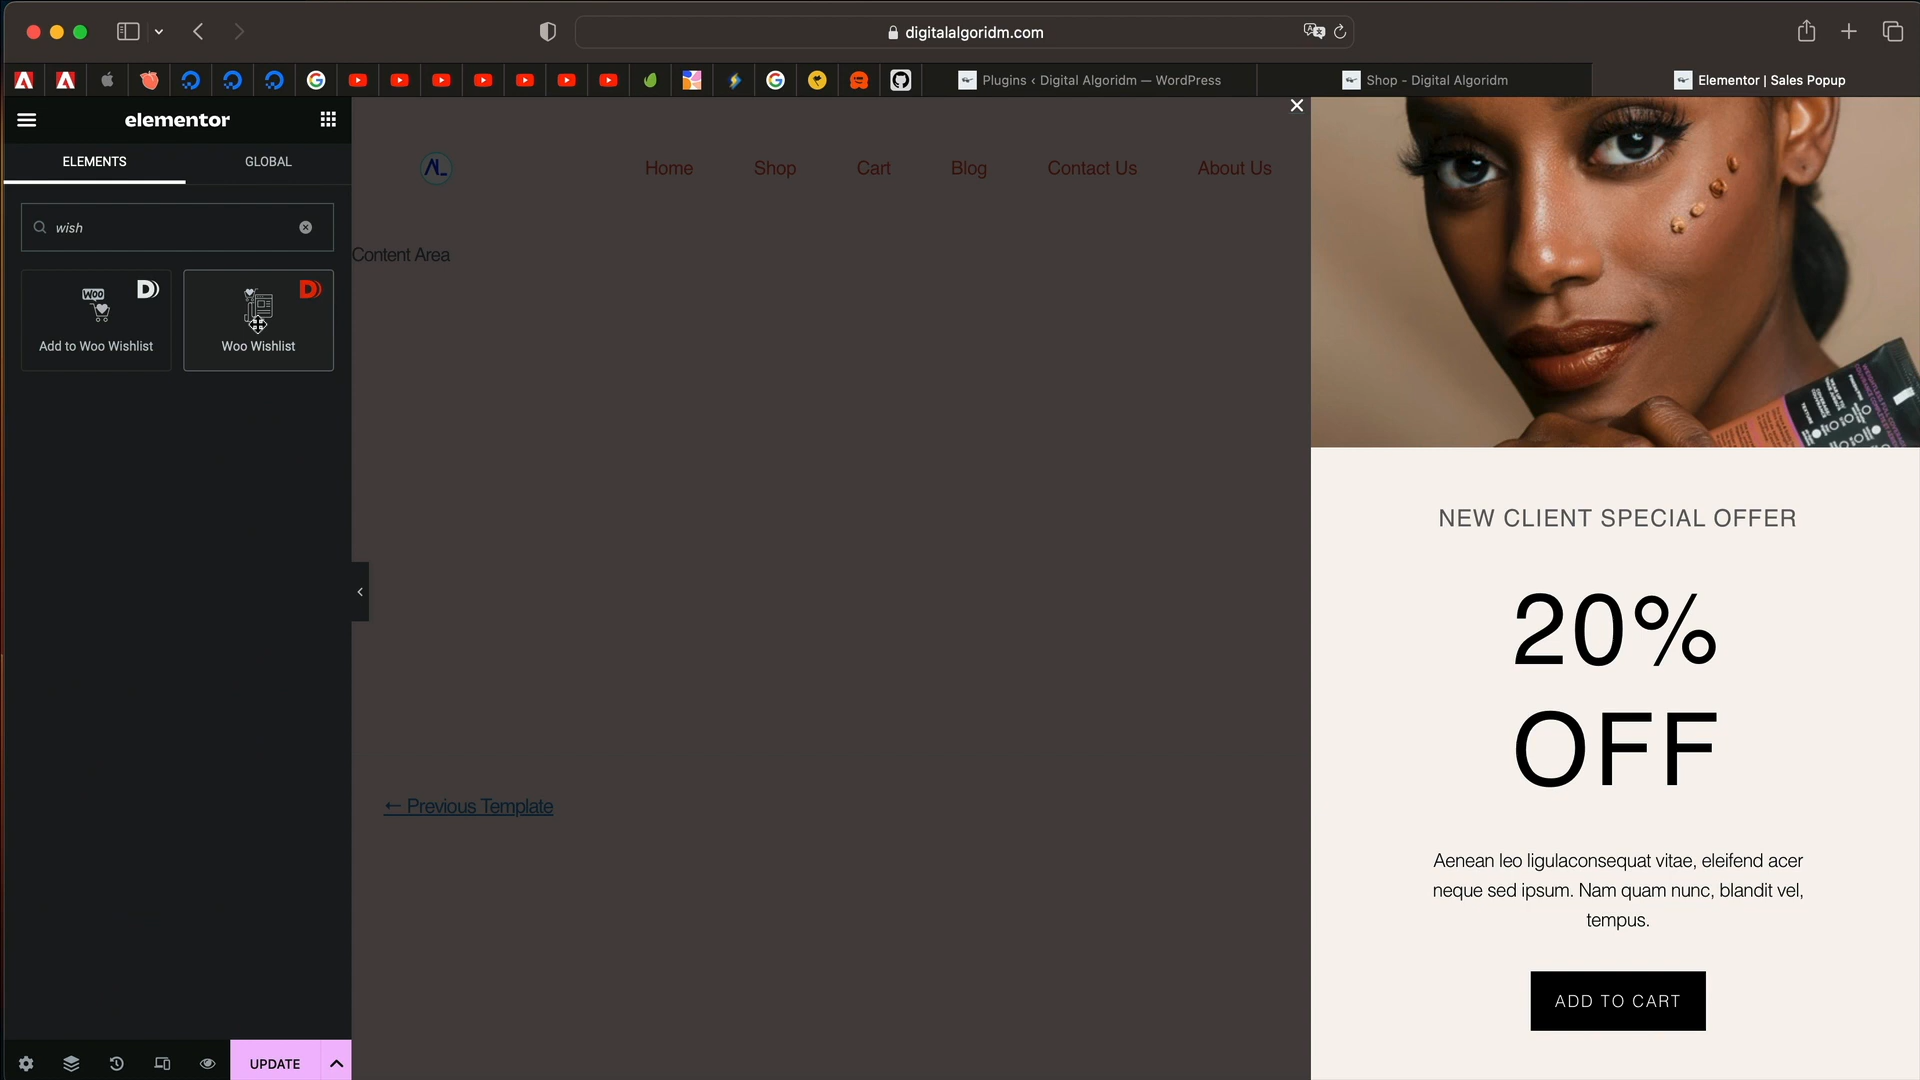 digitalalgoridm.com
Plugins ‹ Digital Algoridm — WordPress
Shop - Digital Algoridm
Elementor | Sales Popup
elementor
ELEMENTS
GLOBAL
wish
WOO
Add to Woo Wishlist
Woo Wishlist
AL
Home
Shop
Cart
Blog
Contact Us
About Us
Content Area
← Previous Template
NEW CLIENT SPECIAL OFFER
20%
OFF
Aenean leo ligulaconsequat vitae, eleifend acer
neque sed ipsum. Nam quam nunc, blandit vel,
tempus.
ADD TO CART
UPDATE